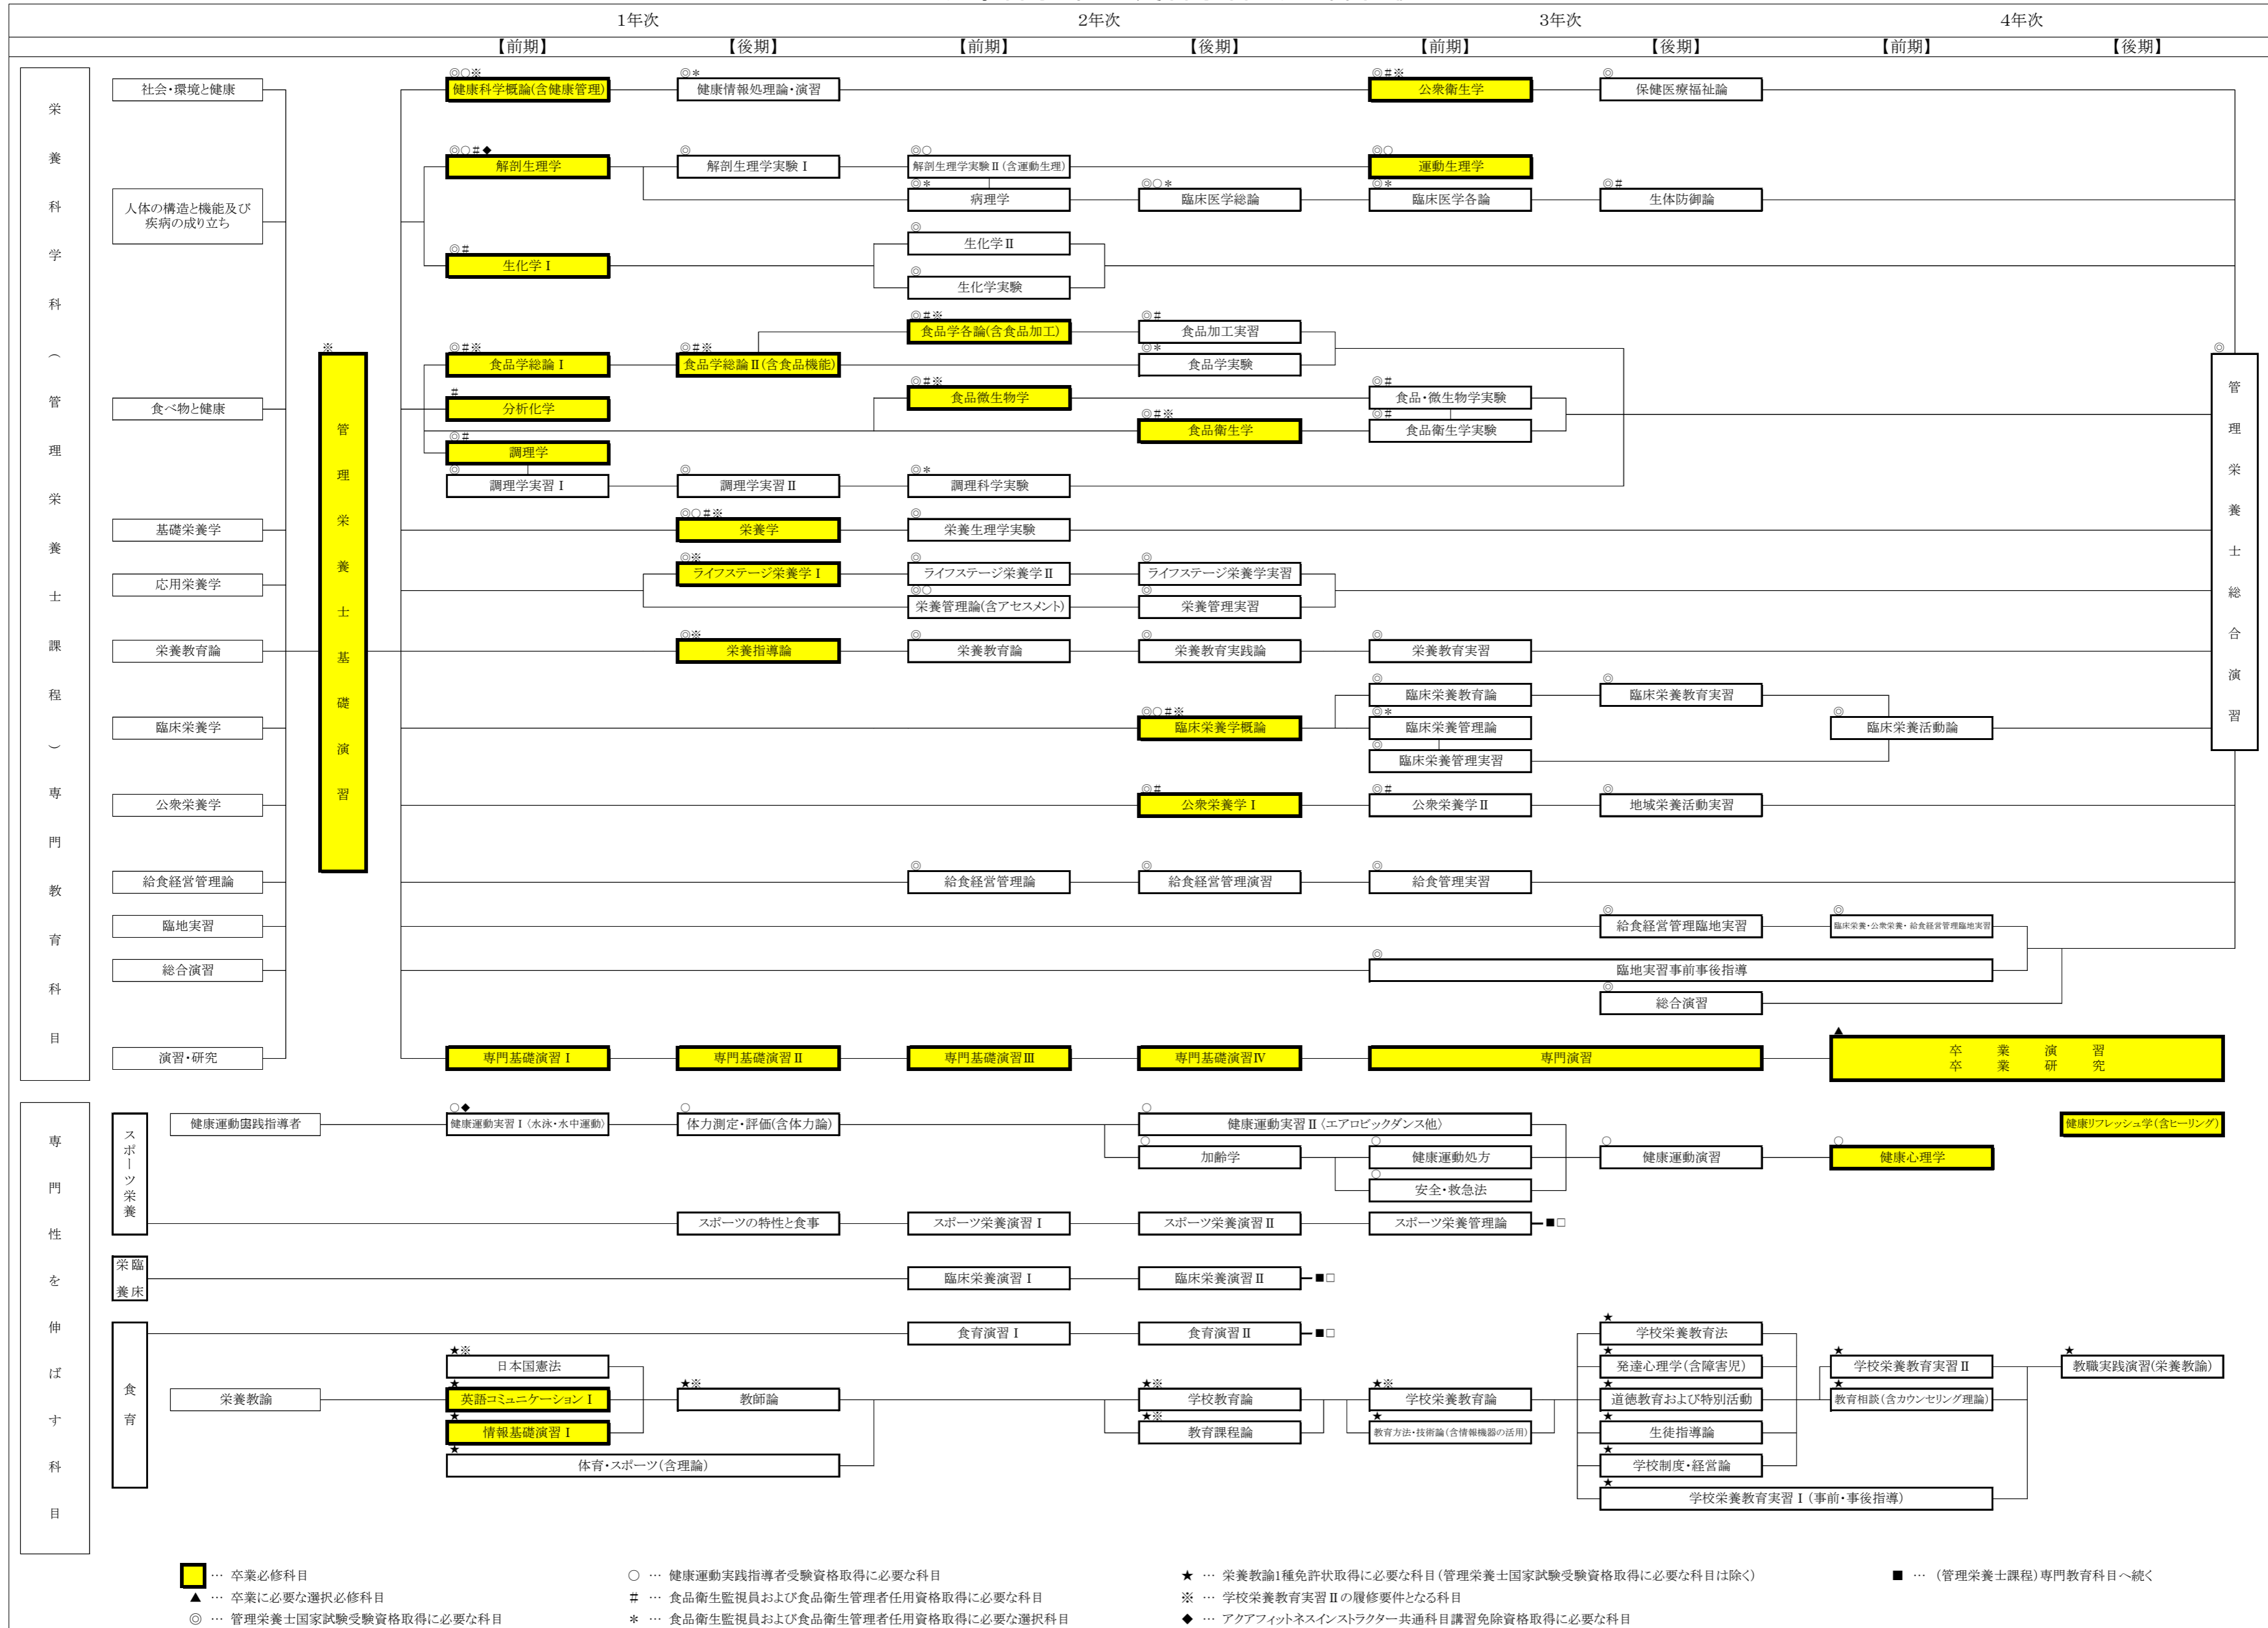 1年次 2年次 3年次 4年次
【前期】 【後期】 【前期】 【後期】 【前期】 【後期】 【前期】 【後期】
栄養科学科（管理栄養士課程）専門教育科目
社会・環境と健康
◎○※ 健康科学概論(含健康管理)
◎* 健康情報処理論・演習
◎#※ 公衆衛生学
◎ 保健医療福祉論
人体の構造と機能及び
疾病の成り立ち
◎○#◆ 解剖生理学
◎ 解剖生理学実験Ⅰ
◎○ 解剖生理学実験Ⅱ(含運動生理)
◎○ 運動生理学
◎* 病理学
◎○* 臨床医学総論
◎* 臨床医学各論
◎# 生体防御論
◎# 生化学Ⅰ
◎ 生化学Ⅱ
◎ 生化学実験
食べ物と健康
◎#※ 食品学各論(含食品加工)
◎# 食品加工実習
◎#※ 食品学総論Ⅰ
◎#※ 食品学総論Ⅱ(含食品機能)
◎* 食品学実験
# 分析化学
◎#※ 食品微生物学
◎# 食品・微生物学実験
◎#※ 食品衛生学
◎# 食品衛生学実験
◎# 調理学
◎ 調理学実習Ⅰ
◎ 調理学実習Ⅱ
◎* 調理科学実験
※ 管理栄養士基礎演習
◎ 管理栄養士総合演習
基礎栄養学
◎○#※ 栄養学
◎ 栄養生理学実験
応用栄養学
◎※ ライフステージ栄養学Ⅰ
◎ ライフステージ栄養学Ⅱ
◎ ライフステージ栄養学実習
◎○ 栄養管理論(含アセスメント)
◎ 栄養管理実習
栄養教育論
◎※ 栄養指導論
◎ 栄養教育論
◎ 栄養教育実践論
◎ 栄養教育実習
臨床栄養学
◎○#※ 臨床栄養学概論
◎ 臨床栄養教育論
◎ 臨床栄養教育実習
◎* 臨床栄養管理論
◎ 臨床栄養活動論
◎ 臨床栄養管理実習
公衆栄養学
◎# 公衆栄養学Ⅰ
◎# 公衆栄養学Ⅱ
◎ 地域栄養活動実習
給食経営管理論
◎ 給食経営管理論
◎ 給食経営管理演習
◎ 給食管理実習
臨地実習
◎ 給食経営管理臨地実習
◎ 臨床栄養・公衆栄養・給食経営管理臨地実習
総合演習
◎ 臨地実習事前事後指導
◎ 総合演習
演習・研究
専門基礎演習Ⅰ
専門基礎演習Ⅱ
専門基礎演習Ⅲ
専門基礎演習Ⅳ
専門演習
▲ 卒業演習
卒業研究
専門性を伸ばす科目
スポーツ栄養
健康運動実践指導者
○◆ 健康運動実習Ⅰ〈水泳・水中運動〉
○ 体力測定・評価(含体力論)
○ 健康運動実習Ⅱ〈エアロビックダンス他〉
健康リフレッシュ学(含ヒーリング)
○ 加齢学
○ 健康運動処方
○ 健康運動演習
○ 健康心理学
○ 安全・救急法
スポーツの特性と食事
スポーツ栄養演習Ⅰ
スポーツ栄養演習Ⅱ
スポーツ栄養管理論 ■□
臨床栄養
臨床栄養演習Ⅰ
臨床栄養演習Ⅱ ■□
食育
食育演習Ⅰ
食育演習Ⅱ ■□
栄養教諭
★※ 日本国憲法
★ 英語コミュニケーションⅠ
★ 情報基礎演習Ⅰ
★ 体育・スポーツ(含理論)
★※ 教師論
★※ 学校教育論
★※ 教育課程論
★※ 学校栄養教育論
★ 教育方法・技術論(含情報機器の活用)
★ 学校栄養教育法
★ 発達心理学(含障害児)
★ 道徳教育および特別活動
★ 生徒指導論
★ 学校制度・経営論
★ 学校栄養教育実習Ⅰ(事前・事後指導)
★ 学校栄養教育実習Ⅱ
★ 教育相談(含カウンセリング理論)
★ 教職実践演習(栄養教諭)
… 卒業必修科目
▲ … 卒業に必要な選択必修科目
◎ … 管理栄養士国家試験受験資格取得に必要な科目
○ … 健康運動実践指導者受験資格取得に必要な科目
# … 食品衛生監視員および食品衛生管理者任用資格取得に必要な科目
* … 食品衛生監視員および食品衛生管理者任用資格取得に必要な選択科目
★ … 栄養教諭1種免許状取得に必要な科目(管理栄養士国家試験受験資格取得に必要な科目は除く)
※ … 学校栄養教育実習Ⅱの履修要件となる科目
◆ … アクアフィットネスインストラクター共通科目講習免除資格取得に必要な科目
■ … (管理栄養士課程)専門教育科目へ続く